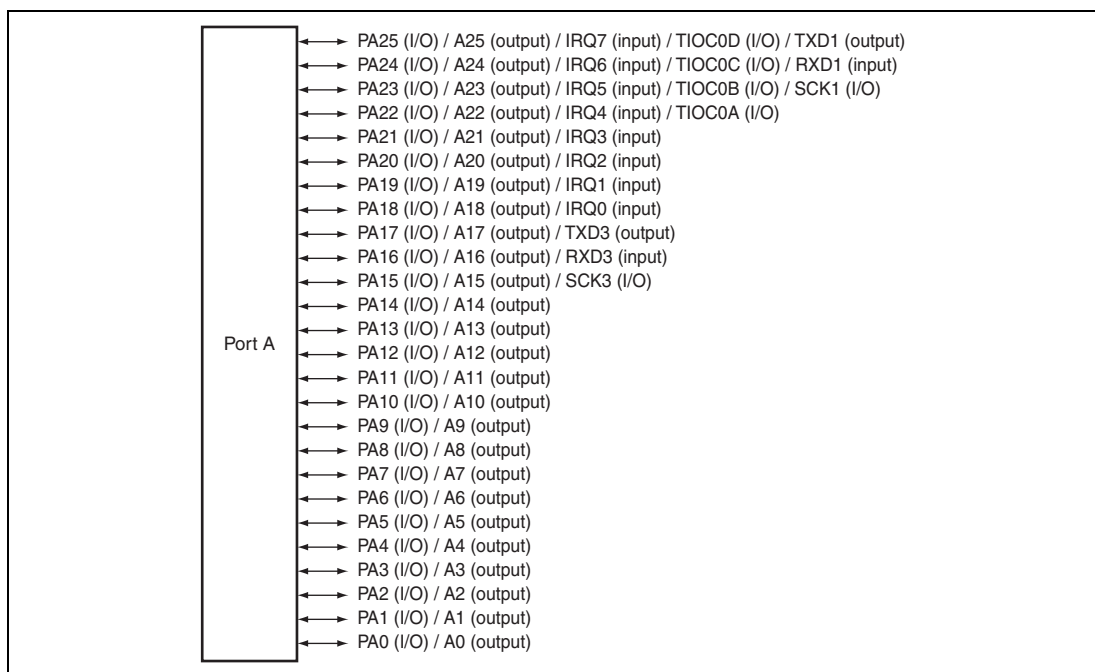 PA25 (I/O) / A25 (output) / IRQ7 (input) / TIOC0D (I/O) / TXD1 (output)
PA24 (I/O) / A24 (output) / IRQ6 (input) / TIOC0C (I/O) / RXD1 (input)
PA23 (I/O) / A23 (output) / IRQ5 (input) / TIOC0B (I/O) / SCK1 (I/O)
PA22 (I/O) / A22 (output) / IRQ4 (input) / TIOC0A (I/O)
PA21 (I/O) / A21 (output) / IRQ3 (input)
PA20 (I/O) / A20 (output) / IRQ2 (input)
PA19 (I/O) / A19 (output) / IRQ1 (input)
PA18 (I/O) / A18 (output) / IRQ0 (input)
PA17 (I/O) / A17 (output) / TXD3 (output)
PA16 (I/O) / A16 (output) / RXD3 (input)
PA15 (I/O) / A15 (output) / SCK3 (I/O)
PA14 (I/O) / A14 (output)
PA13 (I/O) / A13 (output)
Port A
PA12 (I/O) / A12 (output)
PA11 (I/O) / A11 (output)
PA10 (I/O) / A10 (output)
PA9 (I/O) / A9 (output)
PA8 (I/O) / A8 (output)
PA7 (I/O) / A7 (output)
PA6 (I/O) / A6 (output)
PA5 (I/O) / A5 (output)
PA4 (I/O) / A4 (output)
PA3 (I/O) / A3 (output)
PA2 (I/O) / A2 (output)
PA1 (I/O) / A1 (output)
PA0 (I/O) / A0 (output)